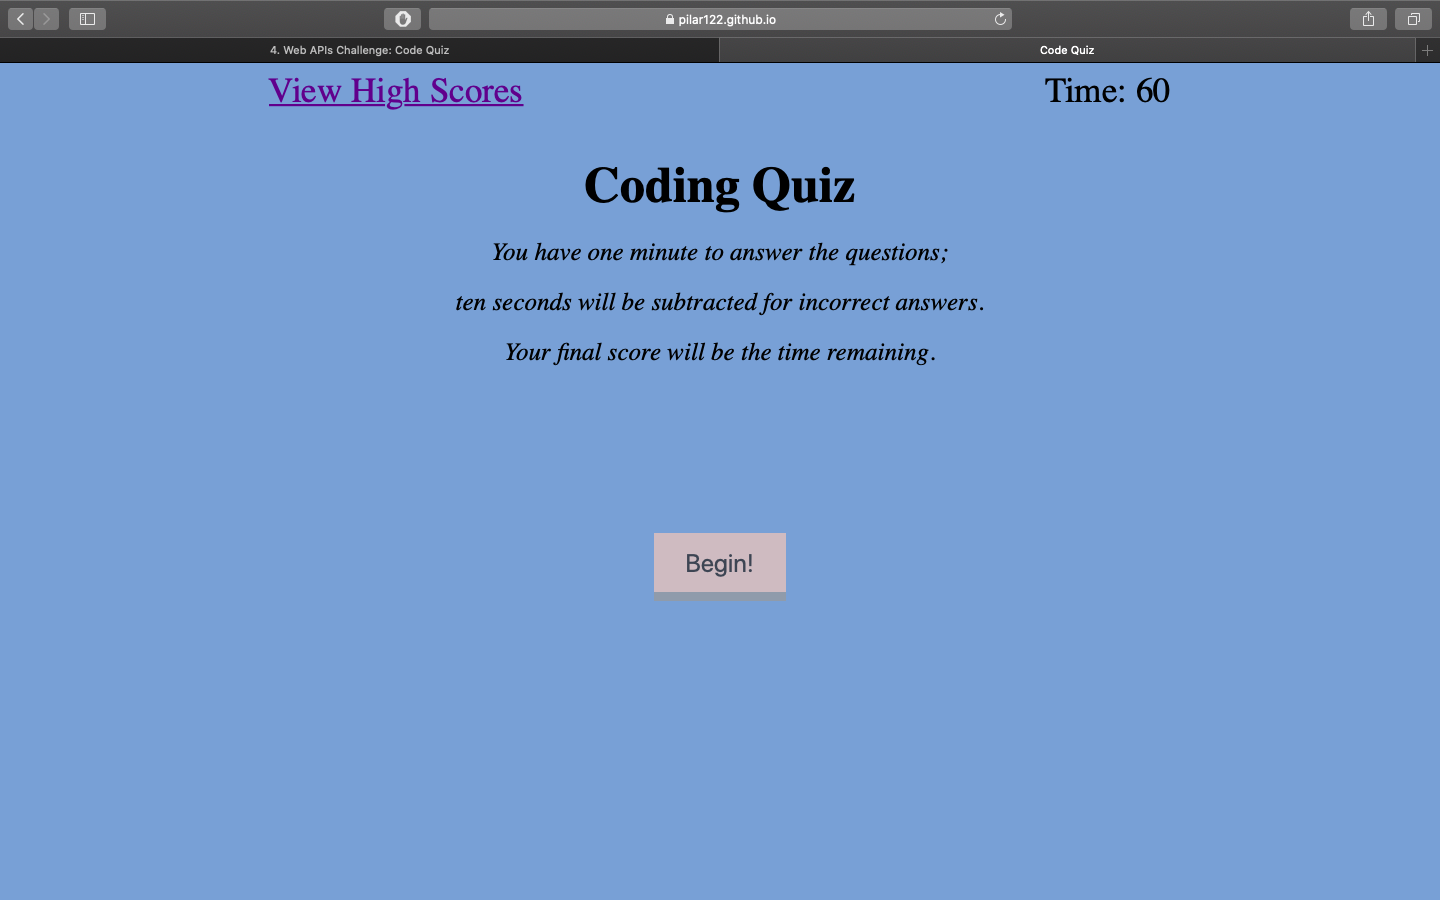 pilar122.github.io
4. Web APIs Challenge: Code Quiz
Code Quiz
View High Scores
Time: 60
Coding Quiz
You have one minute to answer the questions;
ten seconds will be subtracted for incorrect answers.
Your final score will be the time remaining.
Begin!